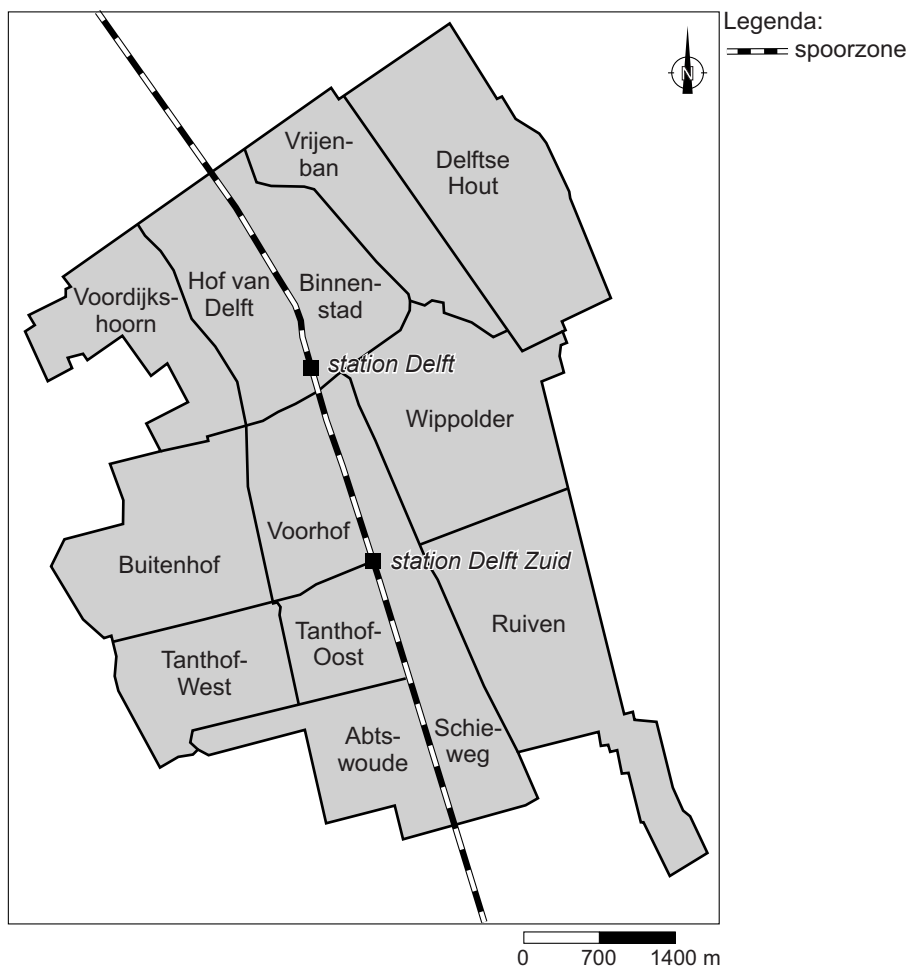 Legenda:
spoorzone
N
Vrijen-
ban
Delftse
Hout
Voordijks-
hoorn
Hof van
Delft
Binnen-
stad
station Delft
Wippolder
Voorhof
Buitenhof
station Delft Zuid
Ruiven
Tanthof-
Oost
Tanthof-
West
Abts-
woude
Schie-
weg
0 700 1400 m